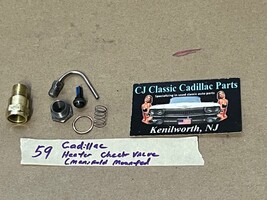 CJ Classic Cadillac Parts
Specializing in used classic auto parts
Kenilworth, NJ
59 Cadillac
Heater Check Valve
(Manifold Mounted